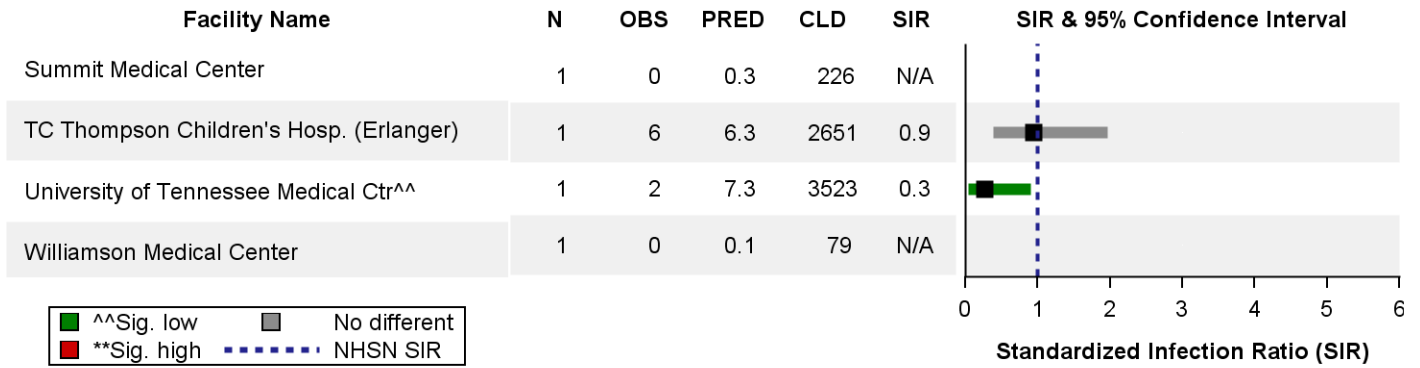 Facility Name N OBS PRED CLD SIR SIR & 95% Confidence Interval
Summit Medical Center 1 0 0.3 226 N/A
TC Thompson Children's Hosp. (Erlanger) 1 6 6.3 2651 0.9
University of Tennessee Medical Ctr^^ 1 2 7.3 3523 0.3
Williamson Medical Center 1 0 0.1 79 N/A
0 1 2 3 4 5 6
Standardized Infection Ratio (SIR)
^^Sig. low No different
**Sig. high NHSN SIR